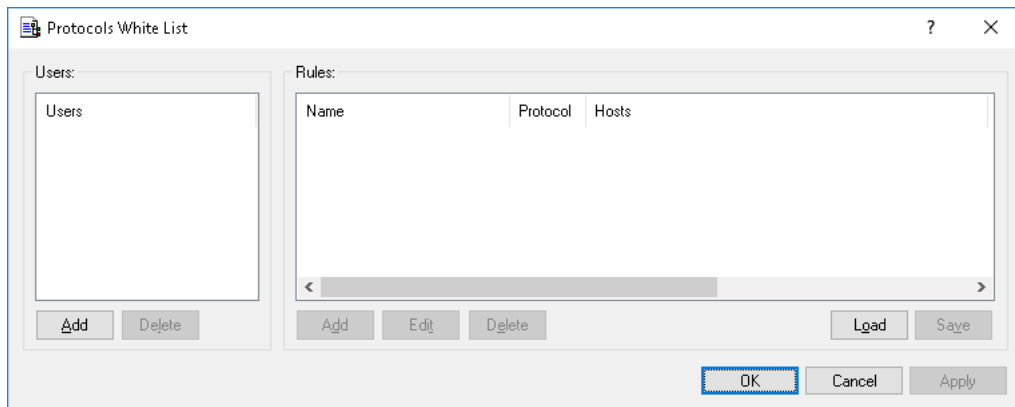 Protocols White List ?
Users:
Users
Add Delete
Rules:
Name Protocol Hosts
Add Edit Delete Load Save
OK Cancel Apply